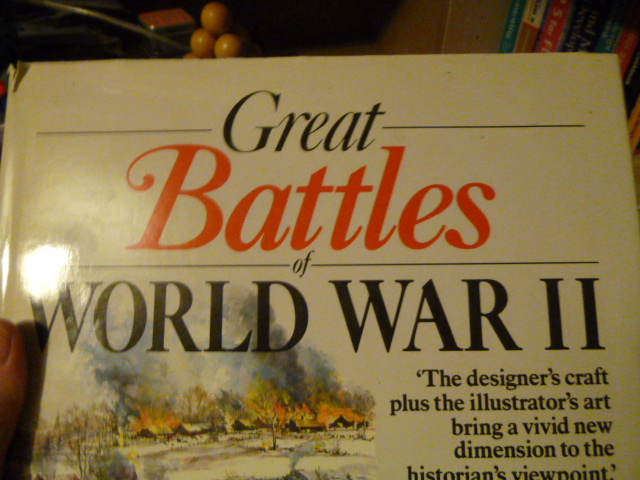 Great
Battles
of
WORLD WAR II
‘The designer’s craft
plus the illustrator’s art
bring a vivid new
dimension to the
historian’s viewpoint.’